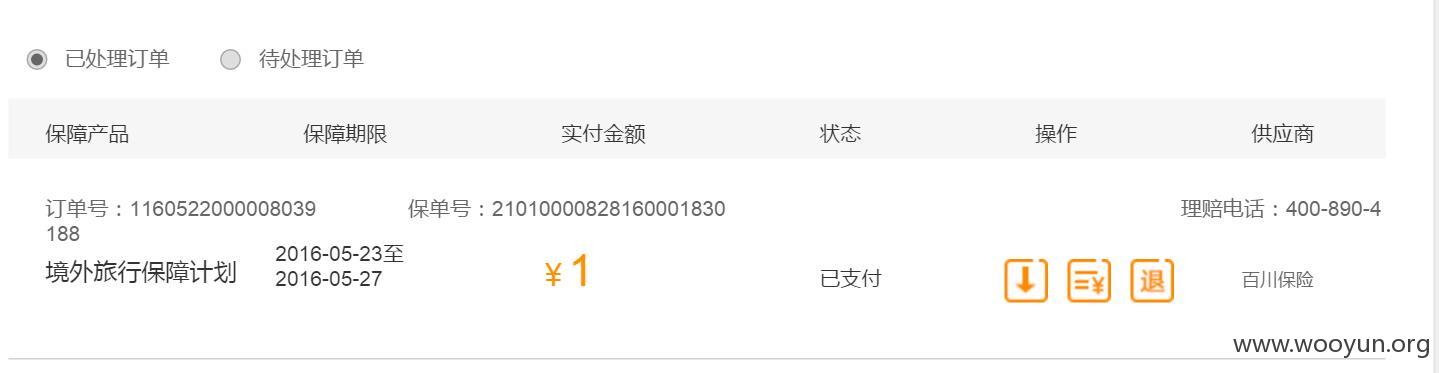 已处理订单 待处理订单
保障产品 保障期限 实付金额 状态 操作 供应商
订单号：1160522000008039 保单号：21010000828160001830 理赔电话：400-890-4
188
境外旅行保障计划 2016-05-23至 ¥1 已支付 退 百川保险
2016-05-27
www.wooyun.org